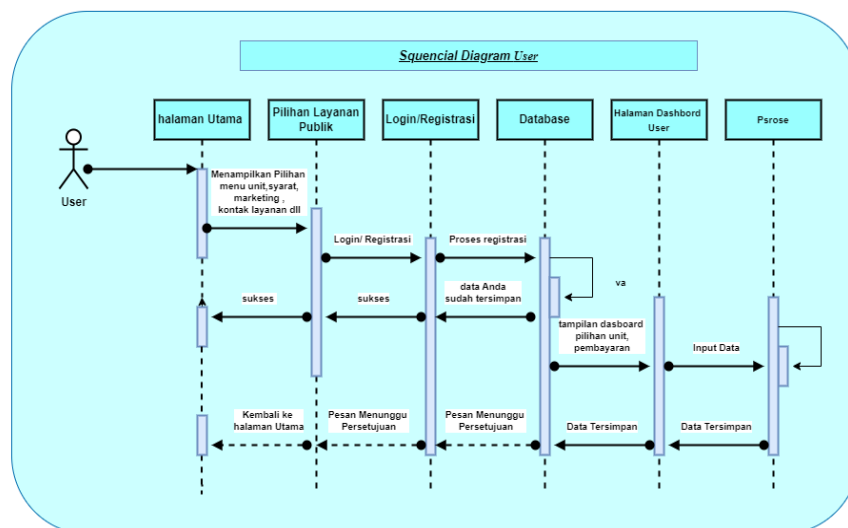 Squencial Diagram User
halaman Utama
Pilihan Layanan
Publik
Login/Registrasi
Database
Halaman Dashbord
User
Psrose
User
Menampilkan Pilihan
menu unit,syarat,
marketing ,
kontak layanan dll
Login/ Registrasi
Proses registrasi
va
sukses
sukses
data Anda
sudah tersimpan
tampilan dasboard
pilihan unit,
pembayaran
Input Data
Kembali ke
halaman Utama
Pesan Menunggu
Persetujuan
Pesan Menunggu
Persetujuan
Data Tersimpan
Data Tersimpan